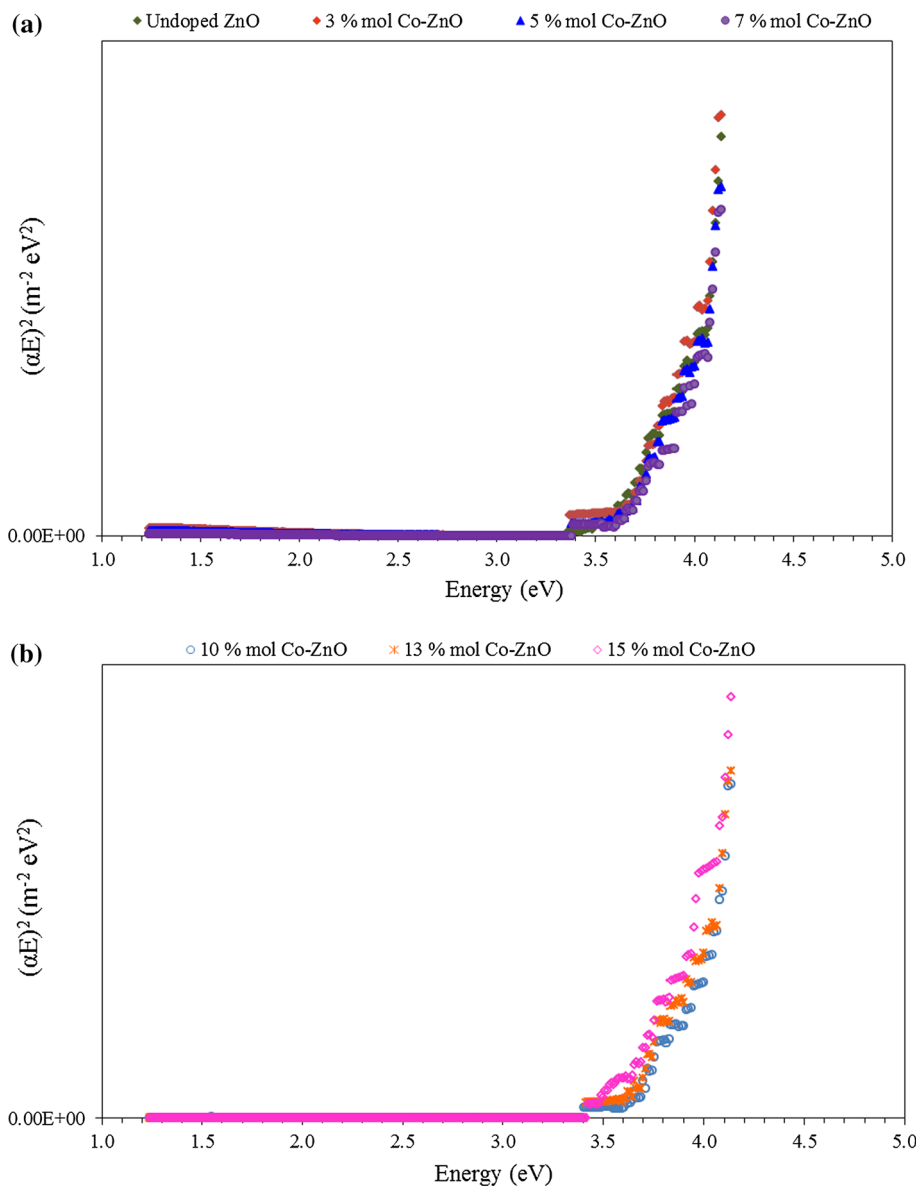 (a)
Undoped ZnO 3 % mol Co-ZnO 5 % mol Co-ZnO 7 % mol Co-ZnO
(αE)² (m⁻² eV²)
0.00E+00
1.0 1.5 2.0 2.5 3.0 3.5 4.0 4.5 5.0
Energy (eV)
(b)
10 % mol Co-ZnO 13 % mol Co-ZnO 15 % mol Co-ZnO
(αE)² (m⁻² eV²)
0.00E+00
1.0 1.5 2.0 2.5 3.0 3.5 4.0 4.5 5.0
Energy (eV)